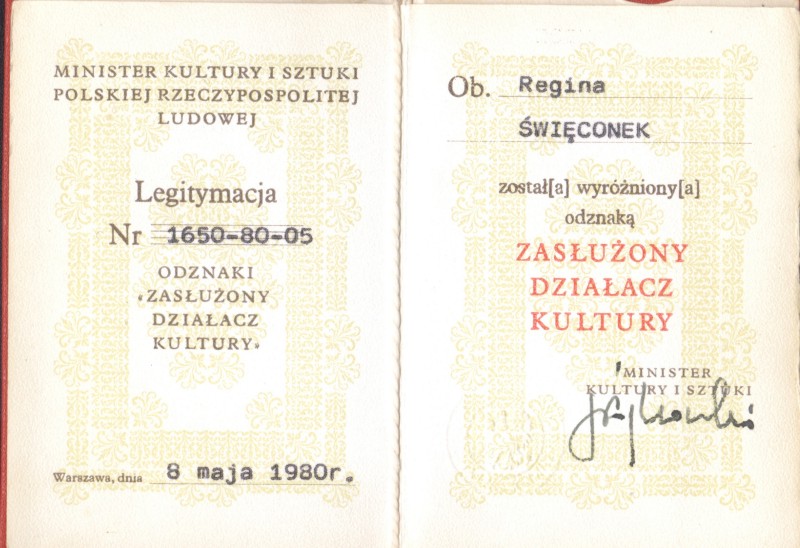 MINISTER KULTURY I SZTUKI
POLSKIEJ RZECZYPOSPOLITEJ
LUDOWEJ
Legitymacja
Nr 1650-80-05
ODZNAKI
«ZASŁUŻONY
DZIAŁACZ
KULTURY»
Warszawa, dnia 8 maja 1980r.
Ob. Regina
ŚWIĘCONEK
został[a] wyróżniony[a]
odznaką
ZASŁUŻONY
DZIAŁACZ
KULTURY
MINISTER
KULTURY I SZTUKI